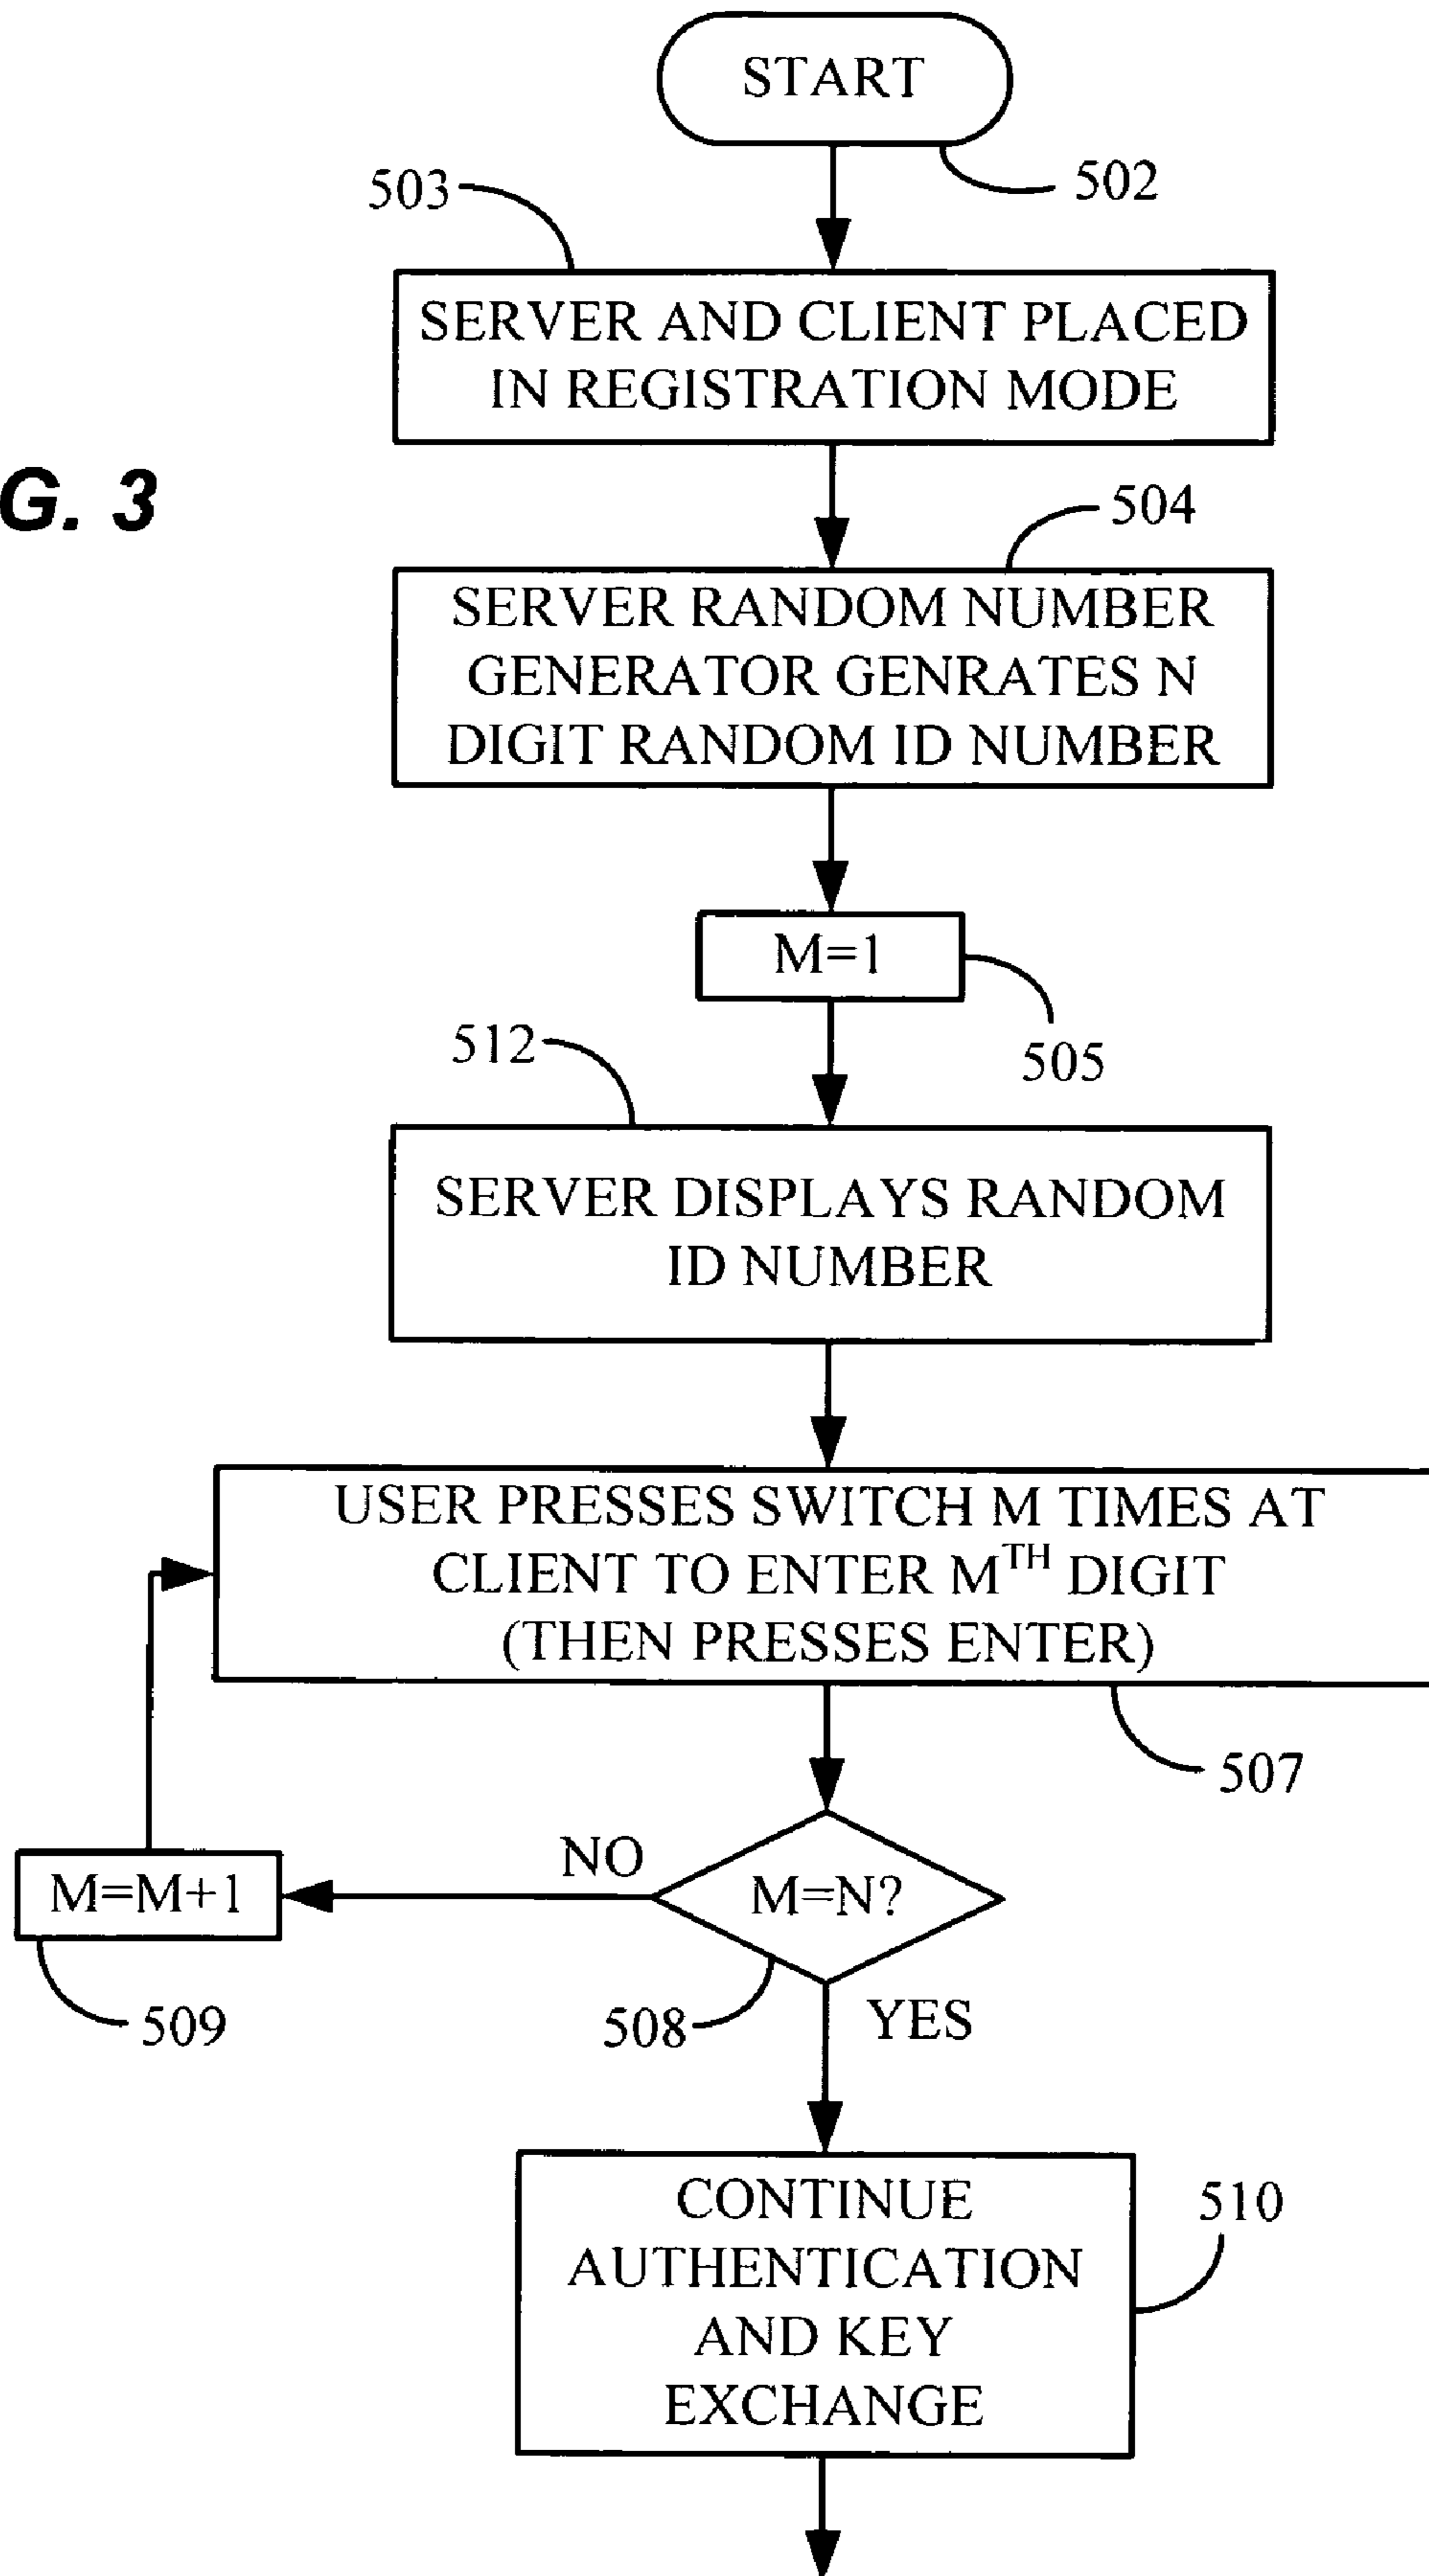 START
502
503
SERVER AND CLIENT PLACED
IN REGISTRATION MODE
G. 3
504
SERVER RANDOM NUMBER
GENERATOR GENRATES N
DIGIT RANDOM ID NUMBER
M=1
505
512
SERVER DISPLAYS RANDOM
ID NUMBER
USER PRESSES SWITCH M TIMES AT
CLIENT TO ENTER M^TH DIGIT
(THEN PRESSES ENTER)
507
NO
M=M+1
M=N?
509
508
YES
CONTINUE
AUTHENTICATION
AND KEY
EXCHANGE
510